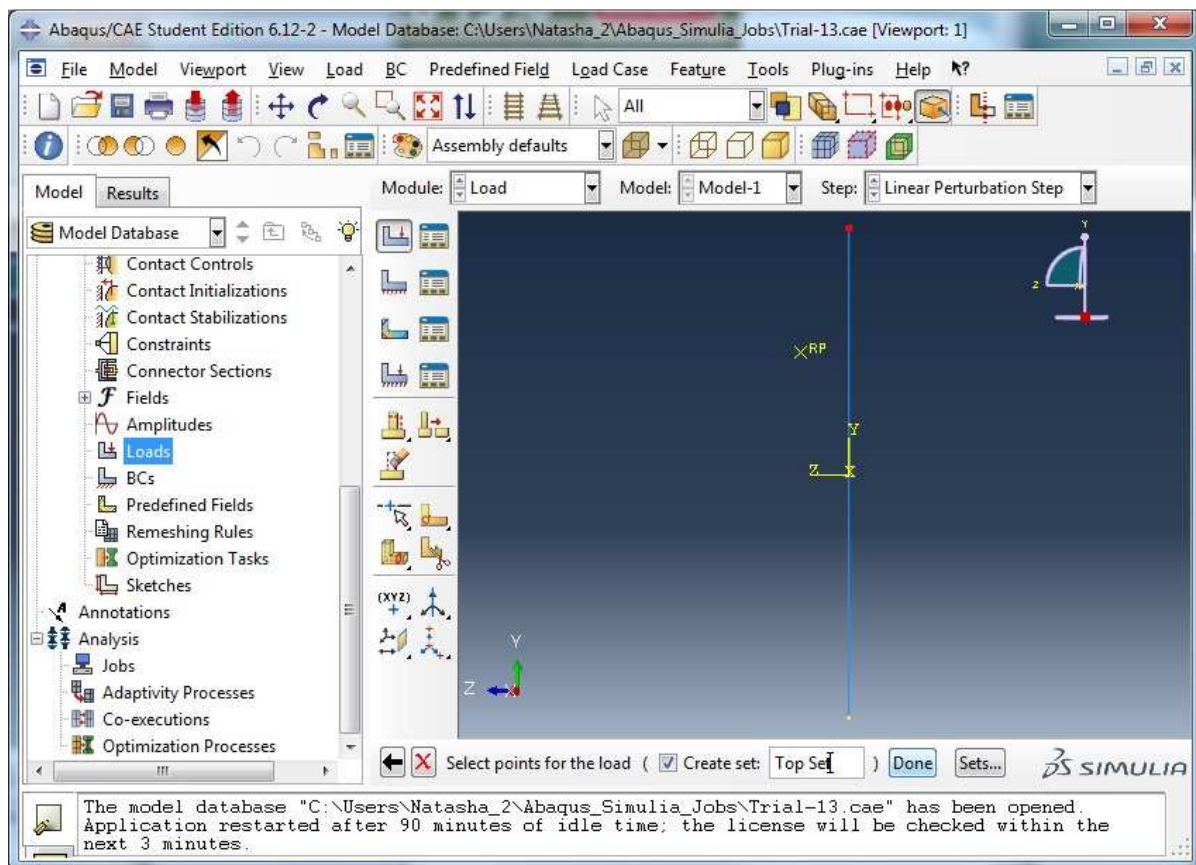 Abaqus/CAE Student Edition 6.12-2 - Model Database: C:\Users\Natasha_2\Abaqus_Simulia_Jobs\Trial-13.cae [Viewport: 1]
File Model Viewport View Load BC Predefined Field Load Case Feature Tools Plug-ins Help
All
Assembly defaults
Model Results
Module: Load Model: Model-1 Step: Linear Perturbation Step
Model Database
Contact Controls
Contact Initializations
Contact Stabilizations
Constraints
Connector Sections
Fields
Amplitudes
Loads
BCs
Predefined Fields
Remeshing Rules
Optimization Tasks
Sketches
Annotations
Analysis
Jobs
Adaptivity Processes
Co-executions
Optimization Processes
(XYZ)
Y
Z
RP
Y
Z X
Y
Z X
Select points for the load ( Create set: Top Set ) Done Sets...
SIMULIA
The model database "C:\Users\Natasha_2\Abaqus_Simulia_Jobs\Trial-13.cae" has been opened.
Application restarted after 90 minutes of idle time; the license will be checked within the
next 3 minutes.